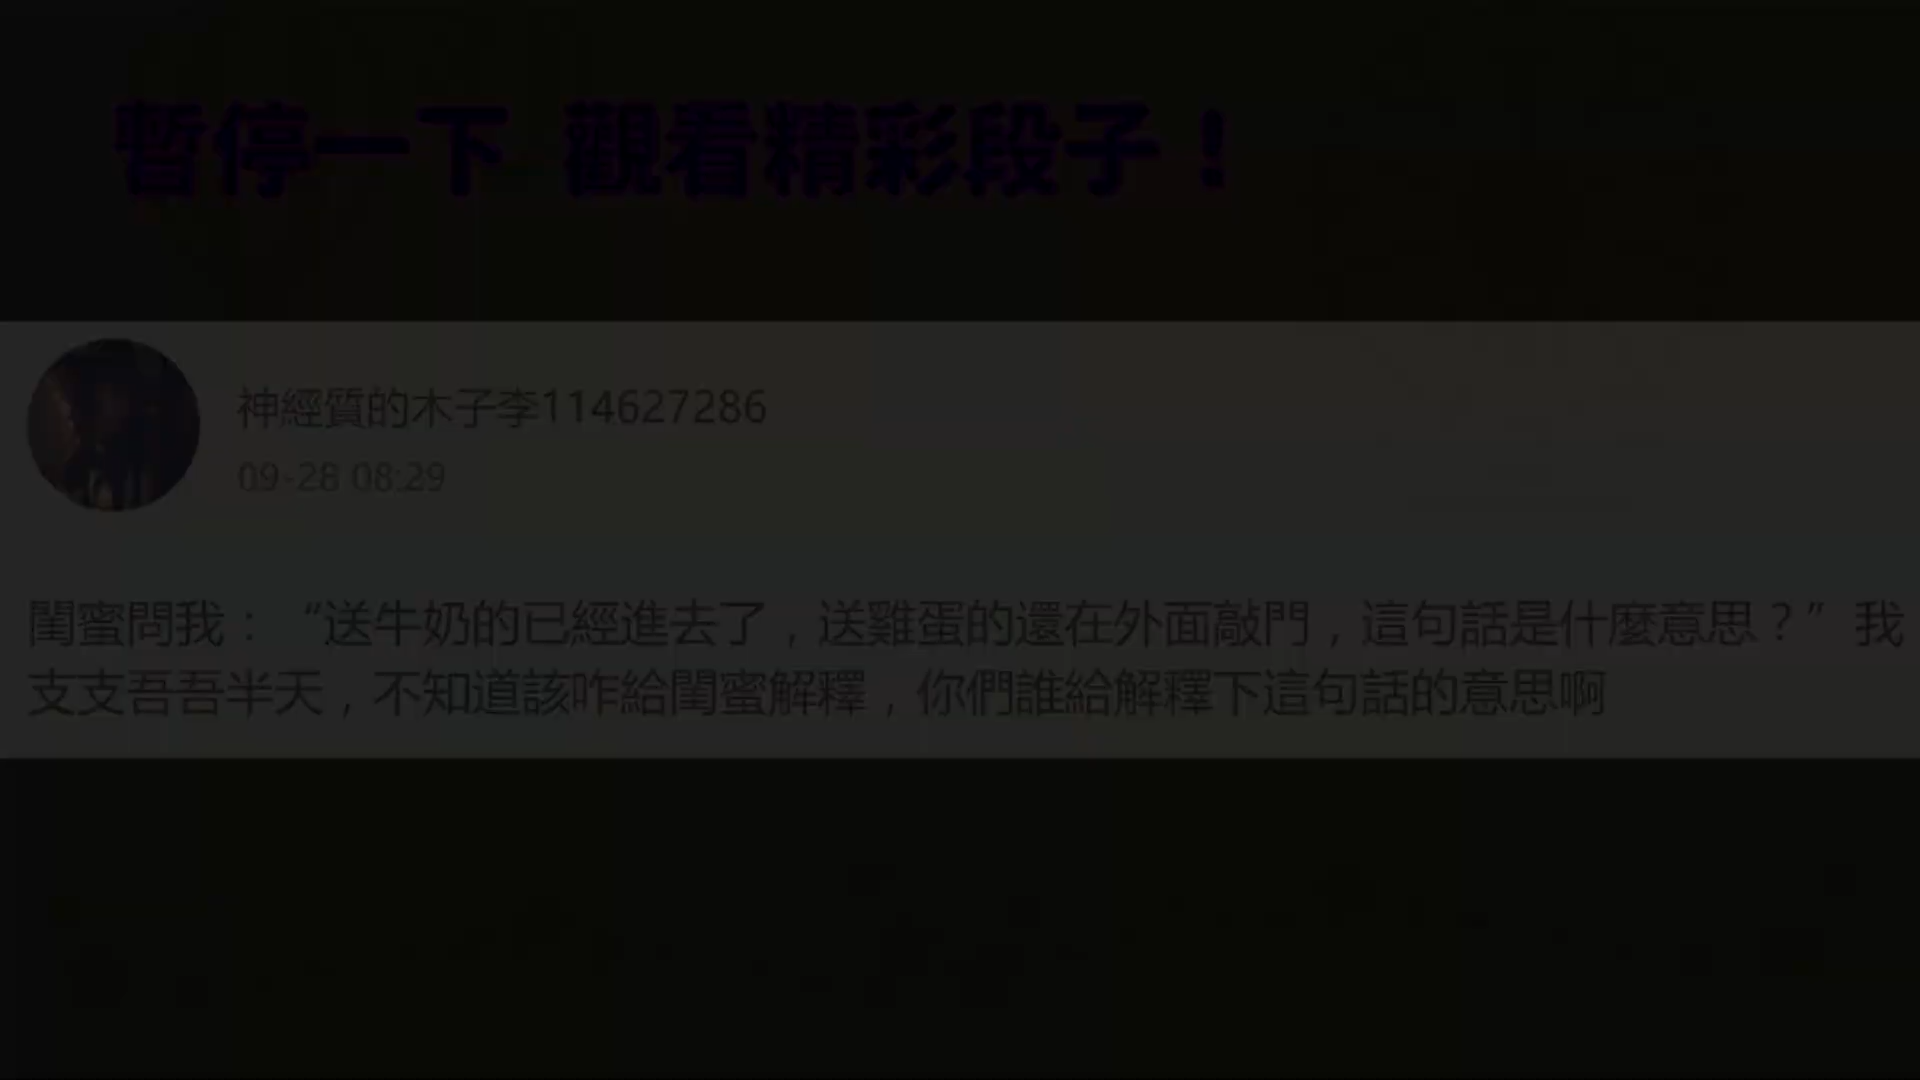 暫停一下 觀看精彩段子！
神經質的木子李114627286
09-28 08:29
閨蜜問我：“送牛奶的已經進去了，送雞蛋的還在外面敲門，這句話是什麼意思？”我
支支吾吾半天，不知道該咋給閨蜜解釋，你們誰給解釋下這句話的意思啊